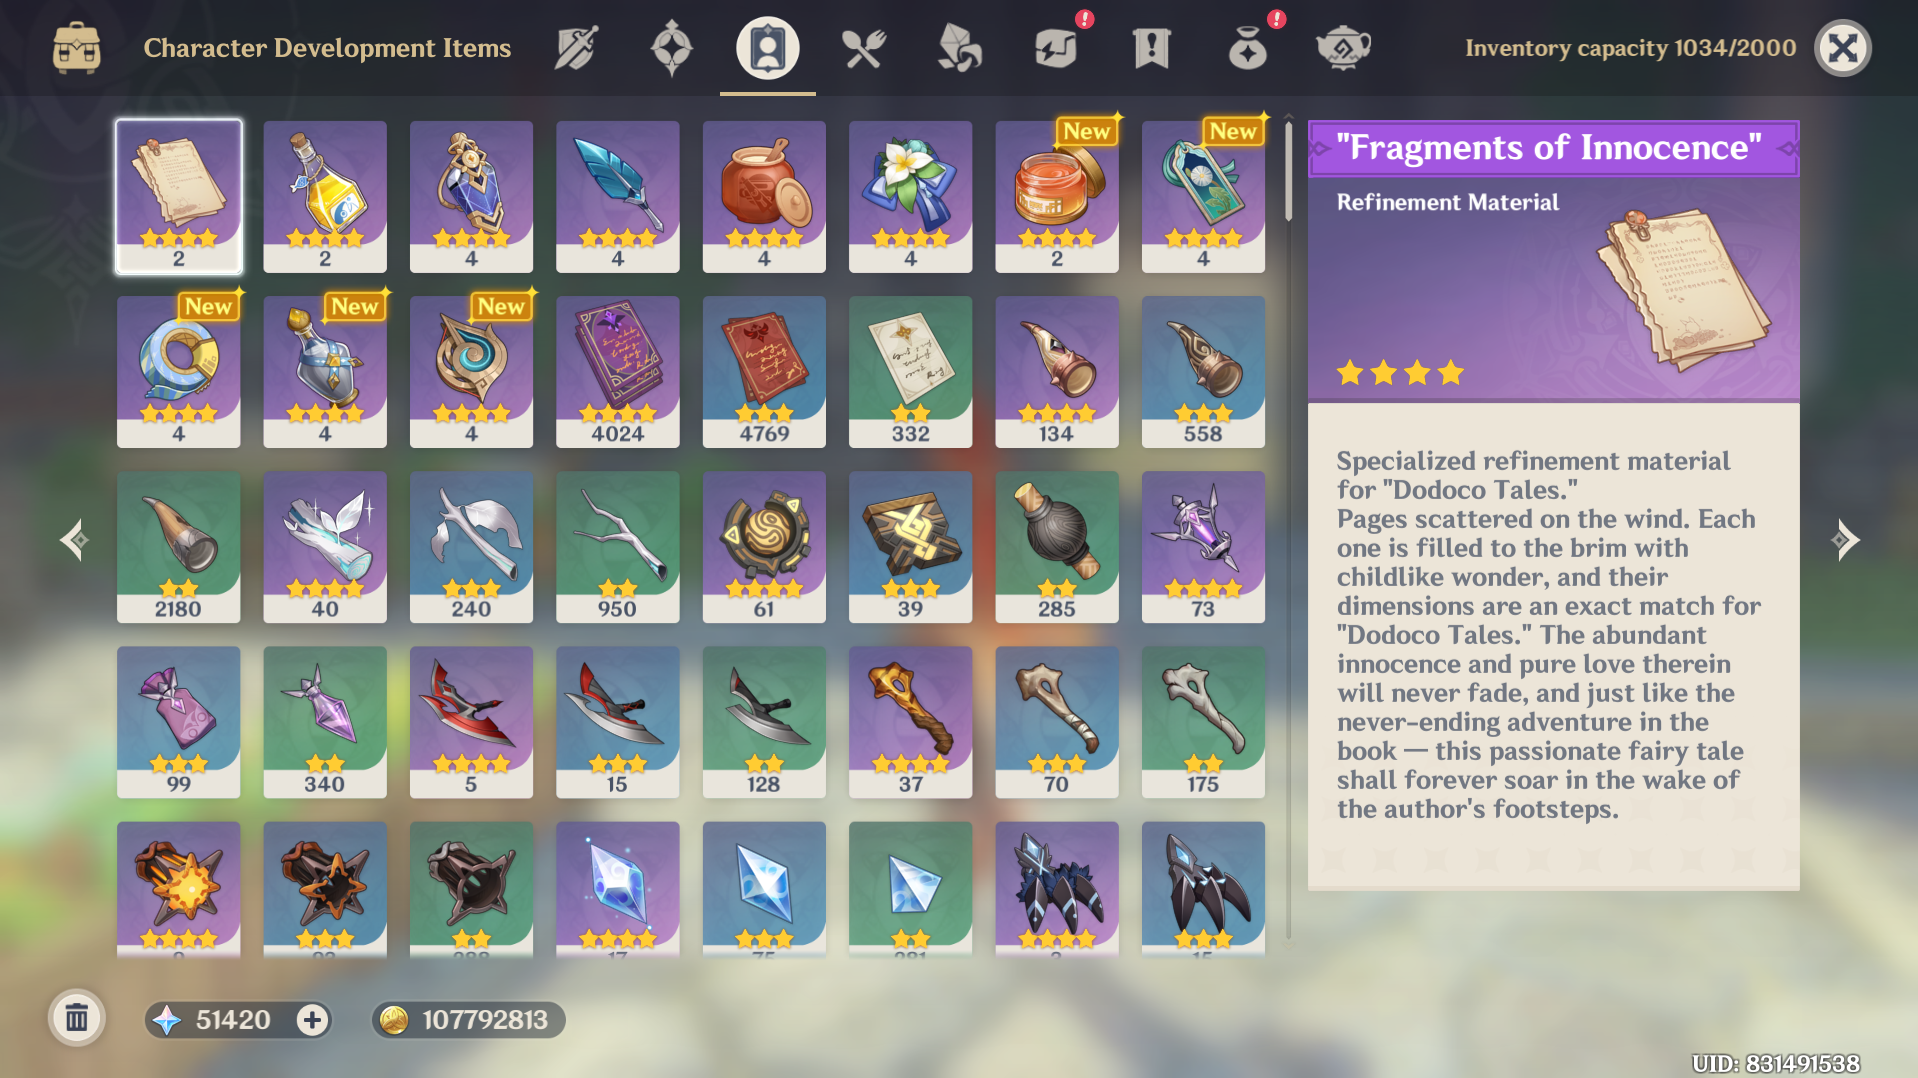 Character Development Items
Inventory capacity 1034/2000
2
2
4
4
4
4
New
2
New
4
New
4
New
4
New
4
4024
4769
332
134
558
2180
40
240
950
61
39
285
73
99
340
5
15
128
37
70
175
17
75
"Fragments of Innocence"
Refinement Material
Specialized refinement material
for "Dodoco Tales."
Pages scattered on the wind. Each
one is filled to the brim with
childlike wonder, and their
dimensions are an exact match for
"Dodoco Tales." The abundant
innocence and pure love therein
will never fade, and just like the
never-ending adventure in the
book — this passionate fairy tale
shall forever soar in the wake of
the author's footsteps.
51420
107792813
UID: 831491538